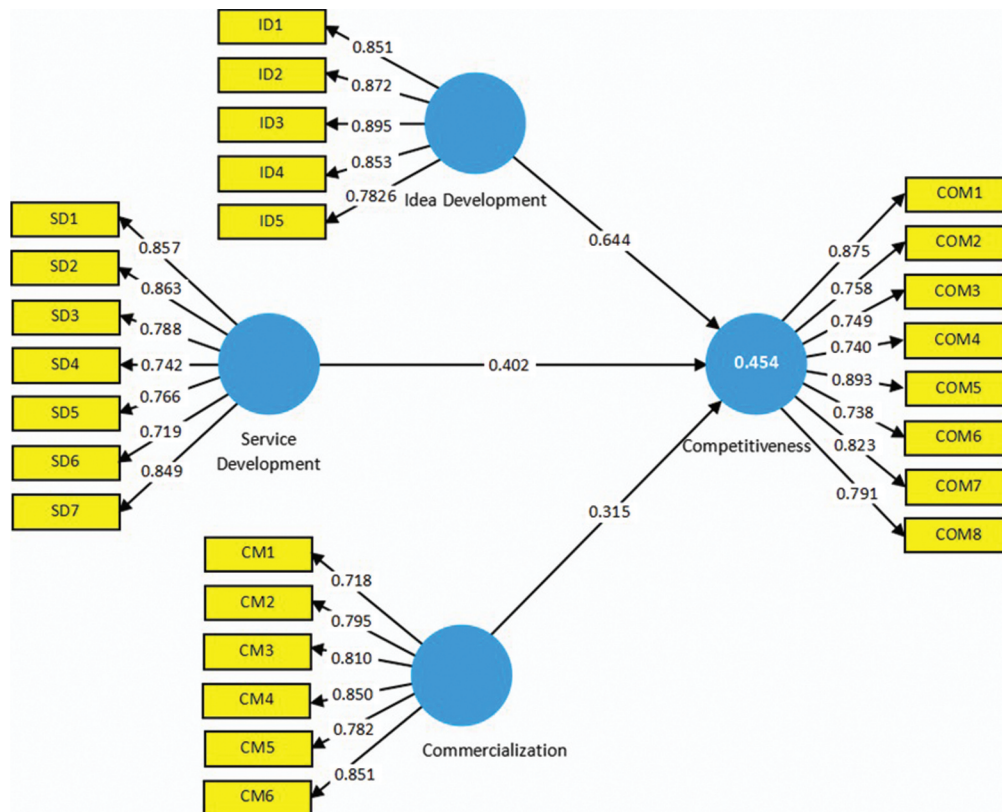 ID1
ID2
ID3
ID4
ID5
0.851
0.872
0.895
0.853
0.7826
Idea Development
SD1
SD2
SD3
SD4
SD5
SD6
SD7
0.857
0.863
0.788
0.742
0.766
0.719
0.849
Service
Development
0.644
0.402
0.315
0.454
Competitiveness
COM1
COM2
COM3
COM4
COM5
COM6
COM7
COM8
0.875
0.758
0.749
0.740
0.893
0.738
0.823
0.791
CM1
CM2
CM3
CM4
CM5
CM6
0.718
0.795
0.810
0.850
0.782
0.851
Commercialization